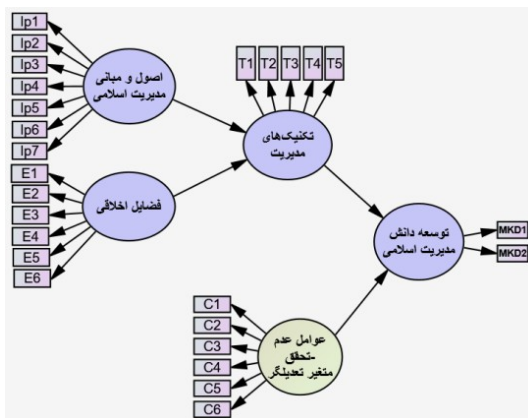 Ip1
Ip2
Ip3
Ip4
Ip5
Ip6
Ip7
اصول و مبانی
مدیریت اسلامی
T1 T2 T3 T4 T5
تکنیک‌های
مدیریت
E1
E2
E3
E4
E5
E6
فضایل اخلاقی
توسعه دانش
مدیریت اسلامی
MKD1
MKD2
C1
C2
C3
C4
C5
C6
عوامل عدم
تحقق-
متغیر تعدیلگر